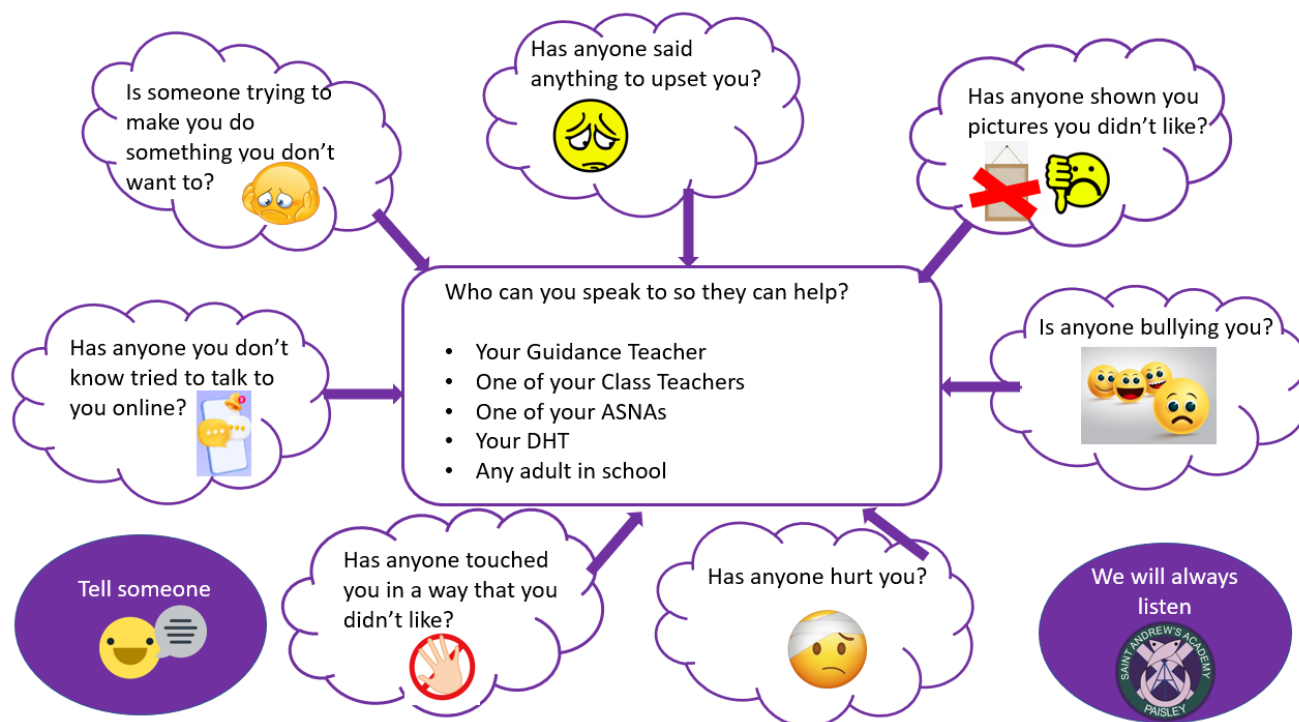 Is someone trying to
make you do
something you don't
want to?
Has anyone said
anything to upset you?
Has anyone shown you
pictures you didn't like?
Has anyone you don't
know tried to talk to
you online?
Who can you speak to so they can help?
• Your Guidance Teacher
• One of your Class Teachers
• One of your ASNAs
• Your DHT
• Any adult in school
Is anyone bullying you?
Tell someone
Has anyone touched
you in a way that you
didn't like?
Has anyone hurt you?
We will always
listen
SAINT ANDREW'S ACADEMY
PAISLEY